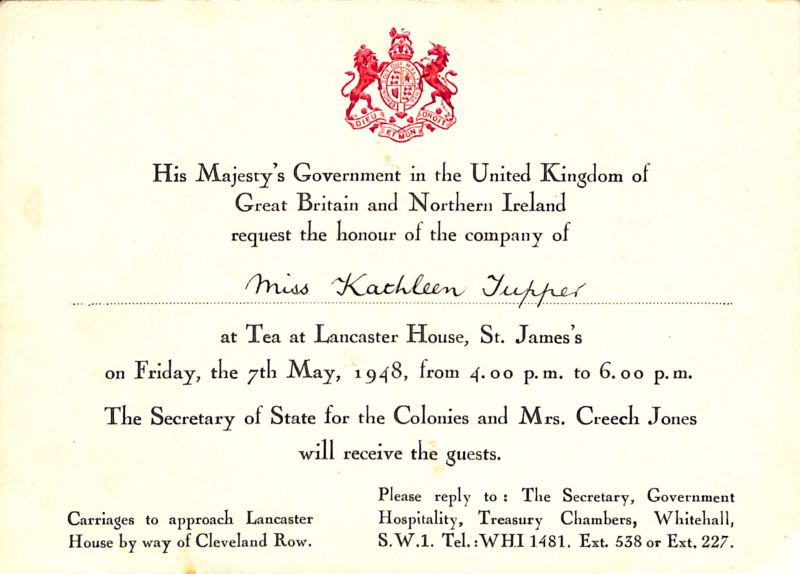 DIEU ET MON DROIT
His Majesty's Government in the United Kingdom of
Great Britain and Northern Ireland
request the honour of the company of
Miss Kathleen Tupper
at Tea at Lancaster House, St. James's
on Friday, the 7th May, 1948, from 4.00 p.m. to 6.00 p.m.
The Secretary of State for the Colonies and Mrs. Creech Jones
will receive the guests.
Carriages to approach Lancaster
House by way of Cleveland Row.
Please reply to: The Secretary, Government
Hospitality, Treasury Chambers, Whitehall,
S.W.1. Tel.:WHI 1481. Ext. 538 or Ext. 227.